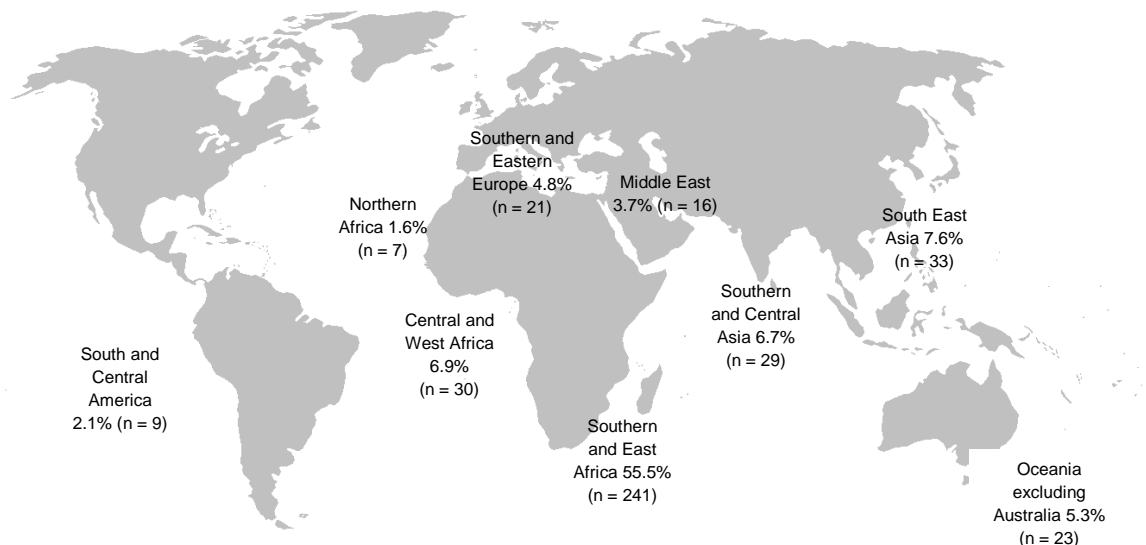 Southern and
Eastern
Europe 4.8%
(n = 21)
Middle East
3.7% (n = 16)
Northern
Africa 1.6%
(n = 7)
South East
Asia 7.6%
(n = 33)
Southern
and Central
Asia 6.7%
(n = 29)
Central and
West Africa
6.9%
(n = 30)
South and
Central
America
2.1% (n = 9)
Southern
and East
Africa 55.5%
(n = 241)
Oceania
excluding
Australia 5.3%
(n = 23)